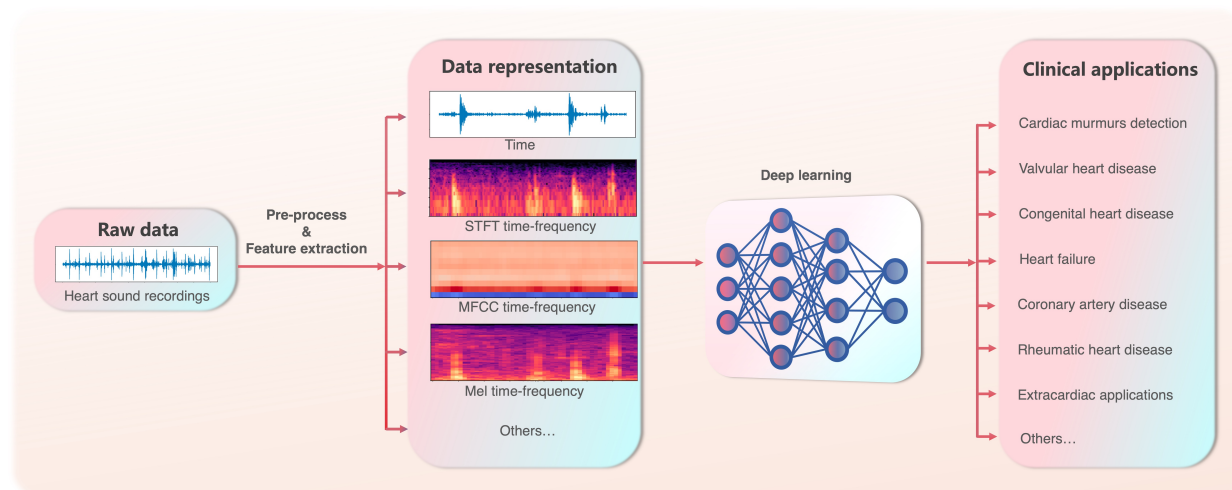 Raw data
Heart sound recordings
Pre-process
&
Feature extraction
Data representation
Time
STFT time-frequency
MFCC time-frequency
Mel time-frequency
Others…
Deep learning
Clinical applications
Cardiac murmurs detection
Valvular heart disease
Congenital heart disease
Heart failure
Coronary artery disease
Rheumatic heart disease
Extracardiac applications
Others…